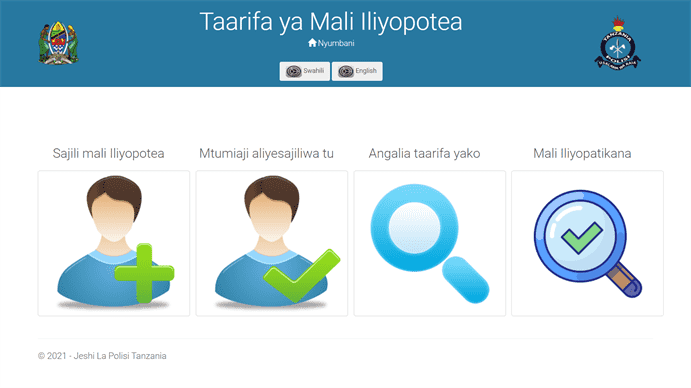 Taarifa ya Mali Iliyopotea
Nyumbani
Swahili English
TANZANIA
POLISI
Sajili mali Iliyopotea
Mtumiaji aliyesajiliwa tu
Angalia taarifa yako
Mali Iliyopatikana
© 2021 - Jeshi La Polisi Tanzania